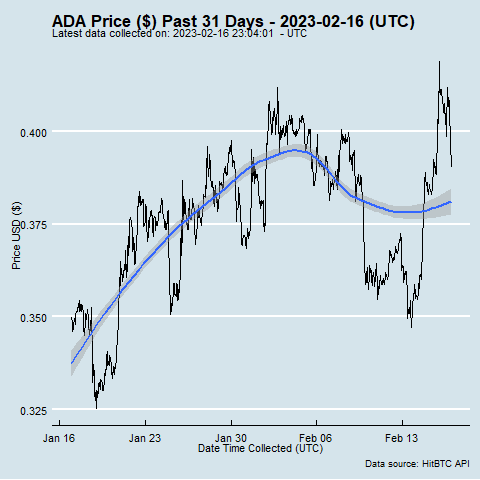 ADA Price ($) Past 31 Days - 2023-02-16 (UTC)
Latest data collected on: 2023-02-16 23:04:01 - UTC
0.400
0.375
0.350
0.325
Price USD ($)
Jan 16 Jan 23 Jan 30 Feb 06 Feb 13
Date Time Collected (UTC)
Data source: HitBTC API